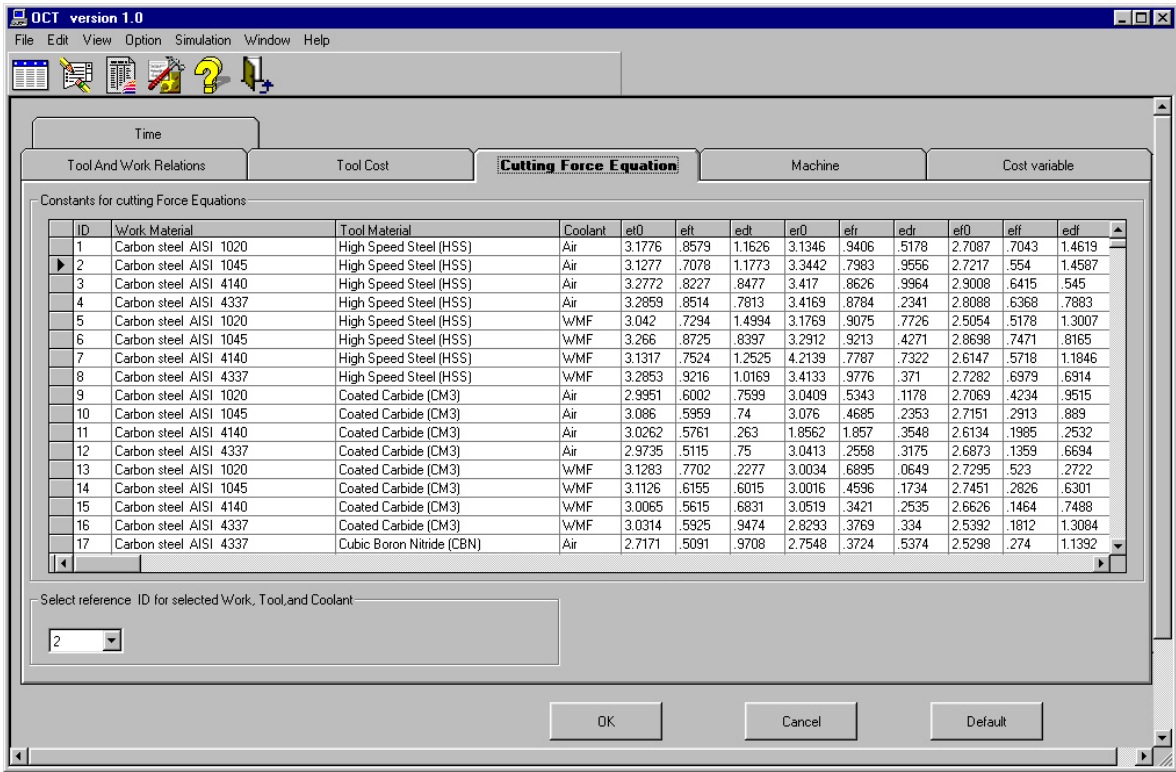 OCT version 1.0
File Edit View Option Simulation Window Help
Time
Tool And Work Relations Tool Cost Cutting Force Equation Machine Cost variable
Constants for cutting Force Equations
ID Work Material Tool Material Coolant et0 eft edt er0 efr edr ef0 eff edf
1 Carbon steel AISI 1020 High Speed Steel (HSS) Air 3.1776 .8579 1.1626 3.1346 .9406 .5178 2.7087 .7043 1.4619
2 Carbon steel AISI 1045 High Speed Steel (HSS) Air 3.1277 .7078 1.1773 3.3442 .7983 .9556 2.7217 .554 1.4587
3 Carbon steel AISI 4140 High Speed Steel (HSS) Air 3.2772 .8227 .8477 3.417 .8626 .9964 2.9008 .6415 .545
4 Carbon steel AISI 4337 High Speed Steel (HSS) Air 3.2859 .8514 .7813 3.4169 .8784 .2341 2.8088 .6368 .7883
5 Carbon steel AISI 1020 High Speed Steel (HSS) WMF 3.042 .7294 1.4994 3.1769 .9075 .7726 2.5054 .5178 1.3007
6 Carbon steel AISI 1045 High Speed Steel (HSS) WMF 3.266 .8725 .8397 3.2912 .9213 .4271 2.8698 .7471 .8165
7 Carbon steel AISI 4140 High Speed Steel (HSS) WMF 3.1317 .7524 1.2525 4.2139 .7787 .7322 2.6147 .5718 1.1846
8 Carbon steel AISI 4337 High Speed Steel (HSS) WMF 3.2853 .9216 1.0169 3.4133 .9776 .371 2.7282 .6979 .6914
9 Carbon steel AISI 1020 Coated Carbide (CM3) Air 2.9951 .6002 .7599 3.0409 .5343 .1178 2.7069 .4234 .9515
10 Carbon steel AISI 1045 Coated Carbide (CM3) Air 3.086 .5959 .74 3.076 .4685 .2353 2.7151 .2913 .889
11 Carbon steel AISI 4140 Coated Carbide (CM3) Air 3.0262 .5761 .263 1.8562 1.857 .3548 2.6134 .1985 .2532
12 Carbon steel AISI 4337 Coated Carbide (CM3) Air 2.9735 .5115 .75 3.0413 .2558 .3175 2.6873 .1359 .6694
13 Carbon steel AISI 1020 Coated Carbide (CM3) WMF 3.1283 .7702 .2277 3.0034 .6895 .0649 2.7295 .523 .2722
14 Carbon steel AISI 1045 Coated Carbide (CM3) WMF 3.1126 .6155 .6015 3.0016 .4596 .1734 2.7451 .2826 .6301
15 Carbon steel AISI 4140 Coated Carbide (CM3) WMF 3.0065 .5615 .6831 3.0519 .3421 .2535 2.6626 .1464 .7488
16 Carbon steel AISI 4337 Coated Carbide (CM3) WMF 3.0314 .5925 .9474 2.8293 .3769 .334 2.5392 .1812 1.3084
17 Carbon steel AISI 4337 Cubic Boron Nitride (CBN) Air 2.7171 .5091 .9708 2.7548 .3724 .5374 2.5298 .274 1.1392
Select reference ID for selected Work, Tool,and Coolant
2
OK Cancel Default